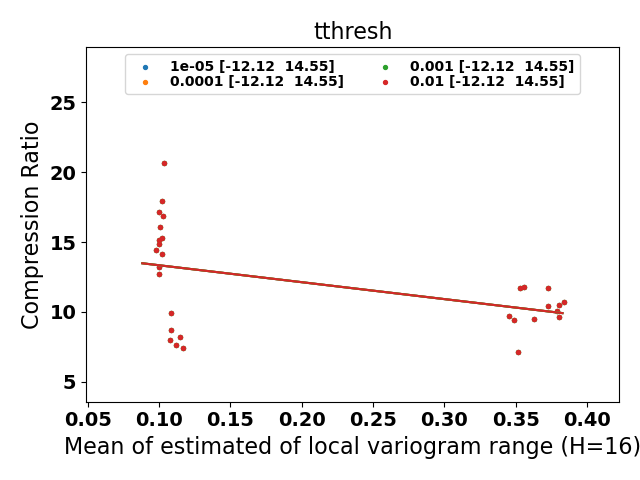 tthresh
1e-05 [-12.12  14.55]
0.0001 [-12.12  14.55]
0.001 [-12.12  14.55]
0.01 [-12.12  14.55]
Compression Ratio
25
20
15
10
5
0.05 0.10 0.15 0.20 0.25 0.30 0.35 0.40
Mean of estimated of local variogram range (H=16)